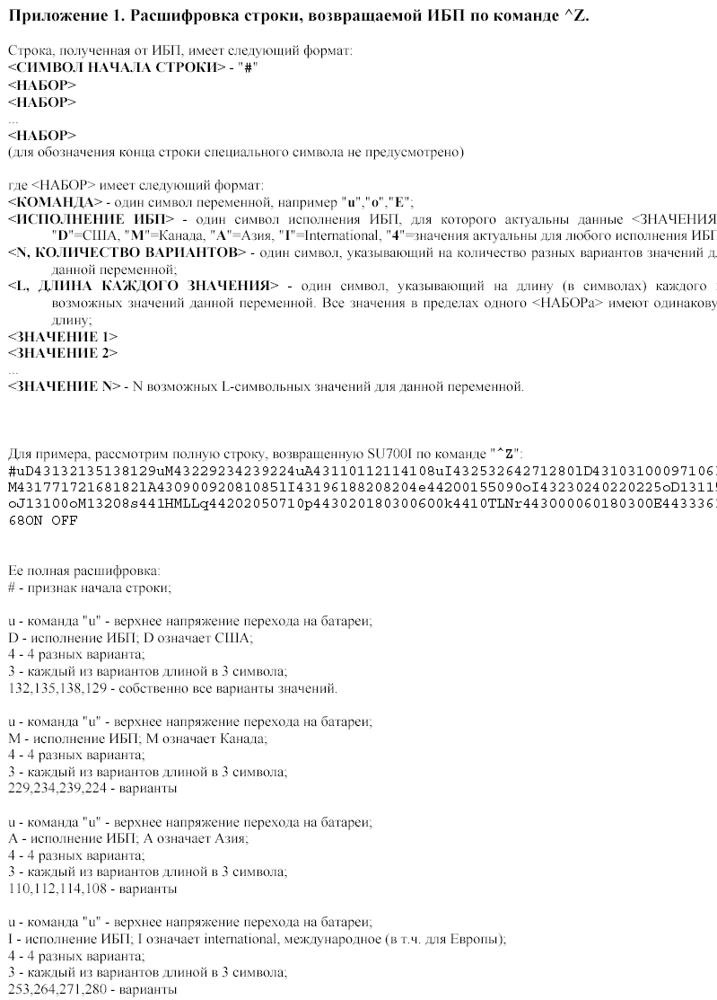 Приложение 1. Расшифровка строки, возвращаемой ИБП по команде ^Z.
Строка, полученная от ИБП, имеет следующий формат:
<СИМВОЛ НАЧАЛА СТРОКИ> - "#"
<НАБОР>
<НАБОР>
...
<НАБОР>
(для обозначения конца строки специального символа не предусмотрено)
где <НАБОР> имеет следующий формат:
<КОМАНДА> - один символ переменной, например "u","o","E";
<ИСПОЛНЕНИЕ ИБП> - один символ исполнения ИБП, для которого актуальны данные <ЗНАЧЕНИЯ
"D"=США, "M"=Канада, "A"=Азия, "I"=International, "4"=значения актуальны для любого исполнения ИБП
<N, КОЛИЧЕСТВО ВАРИАНТОВ> - один символ, указывающий на количество разных вариантов значений д
данной переменной;
<L, ДЛИНА КАЖДОГО ЗНАЧЕНИЯ> - один символ, указывающий на длину (в символах) каждого
возможных значений данной переменной. Все значения в пределах одного <НАБОРа> имеют одинакову
длину;
<ЗНАЧЕНИЕ 1>
<ЗНАЧЕНИЕ 2>
...
<ЗНАЧЕНИЕ N> - N возможных L-символьных значений для данной переменной.
Для примера, рассмотрим полную строку, возвращенную SU700I по команде "^Z":
#uD43132135138129uM43229234239224uA43110112114108uI43253264271280lD43103100097106
M43177172168182lA43090092081085lI43196188208204e44200155090oI43230240220225oD1311
oJ13100oM13208s441HMLLq44202050710p443020180300600k4410TLNr443000060180300E443336
68ON OFF
Ее полная расшифровка:
# - признак начала строки;
u - команда "u" - верхнее напряжение перехода на батареи;
D - исполнение ИБП; D означает США;
4 - 4 разных варианта;
3 - каждый из вариантов длиной в 3 символа;
132,135,138,129 - собственно все варианты значений.
u - команда "u" - верхнее напряжение перехода на батареи;
M - исполнение ИБП; M означает Канада;
4 - 4 разных варианта;
3 - каждый из вариантов длиной в 3 символа;
229,234,239,224 - варианты
u - команда "u" - верхнее напряжение перехода на батареи;
A - исполнение ИБП; A означает Азия;
4 - 4 разных варианта;
3 - каждый из вариантов длиной в 3 символа;
110,112,114,108 - варианты
u - команда "u" - верхнее напряжение перехода на батареи;
I - исполнение ИБП; I означает international, международное (в т.ч. для Европы);
4 - 4 разных варианта;
3 - каждый из вариантов длиной в 3 символа;
253,264,271,280 - варианты